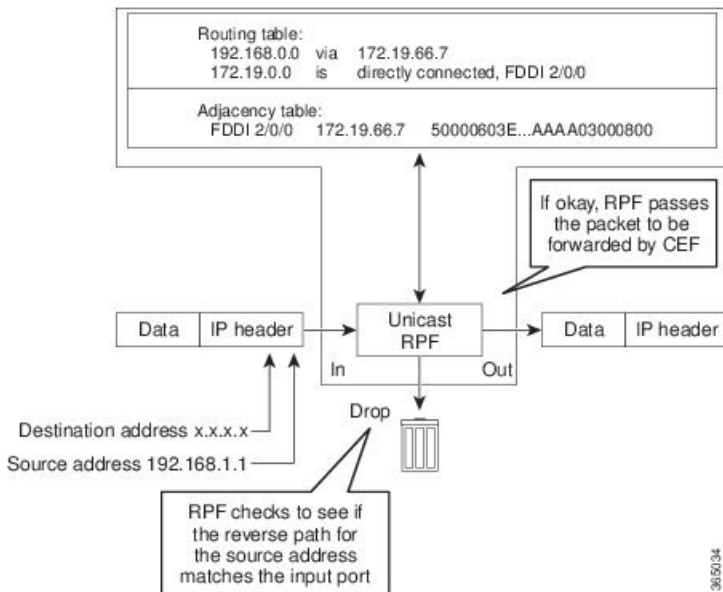 Routing table:
192.168.0.0 via 172.19.66.7
172.19.0.0 is directly connected, FDDI 2/0/0
Adjacency table:
FDDI 2/0/0 172.19.66.7 50000603E...AAAA03000800
If okay, RPF passes
the packet to be
forwarded by CEF
Data IP header
Unicast
RPF
Data IP header
In
Out
Drop
Destination address x.x.x.x
Source address 192.168.1.1
RPF checks to see if
the reverse path for
the source address
matches the input port
365034